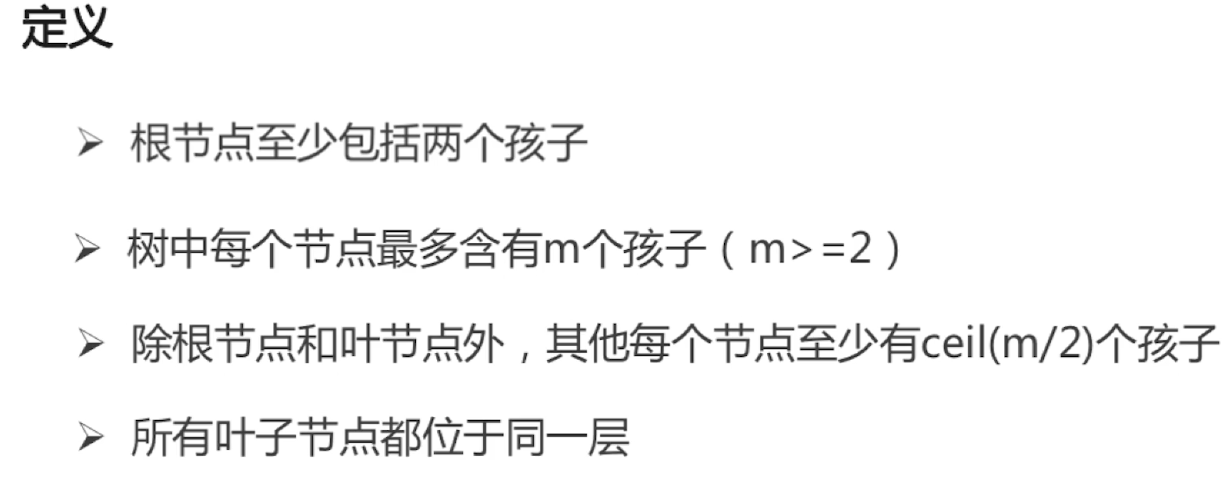 定义
➢ 根节点至少包括两个孩子
➢ 树中每个节点最多含有m个孩子（m>=2）
➢ 除根节点和叶节点外，其他每个节点至少有ceil(m/2)个孩子
➢ 所有叶子节点都位于同一层